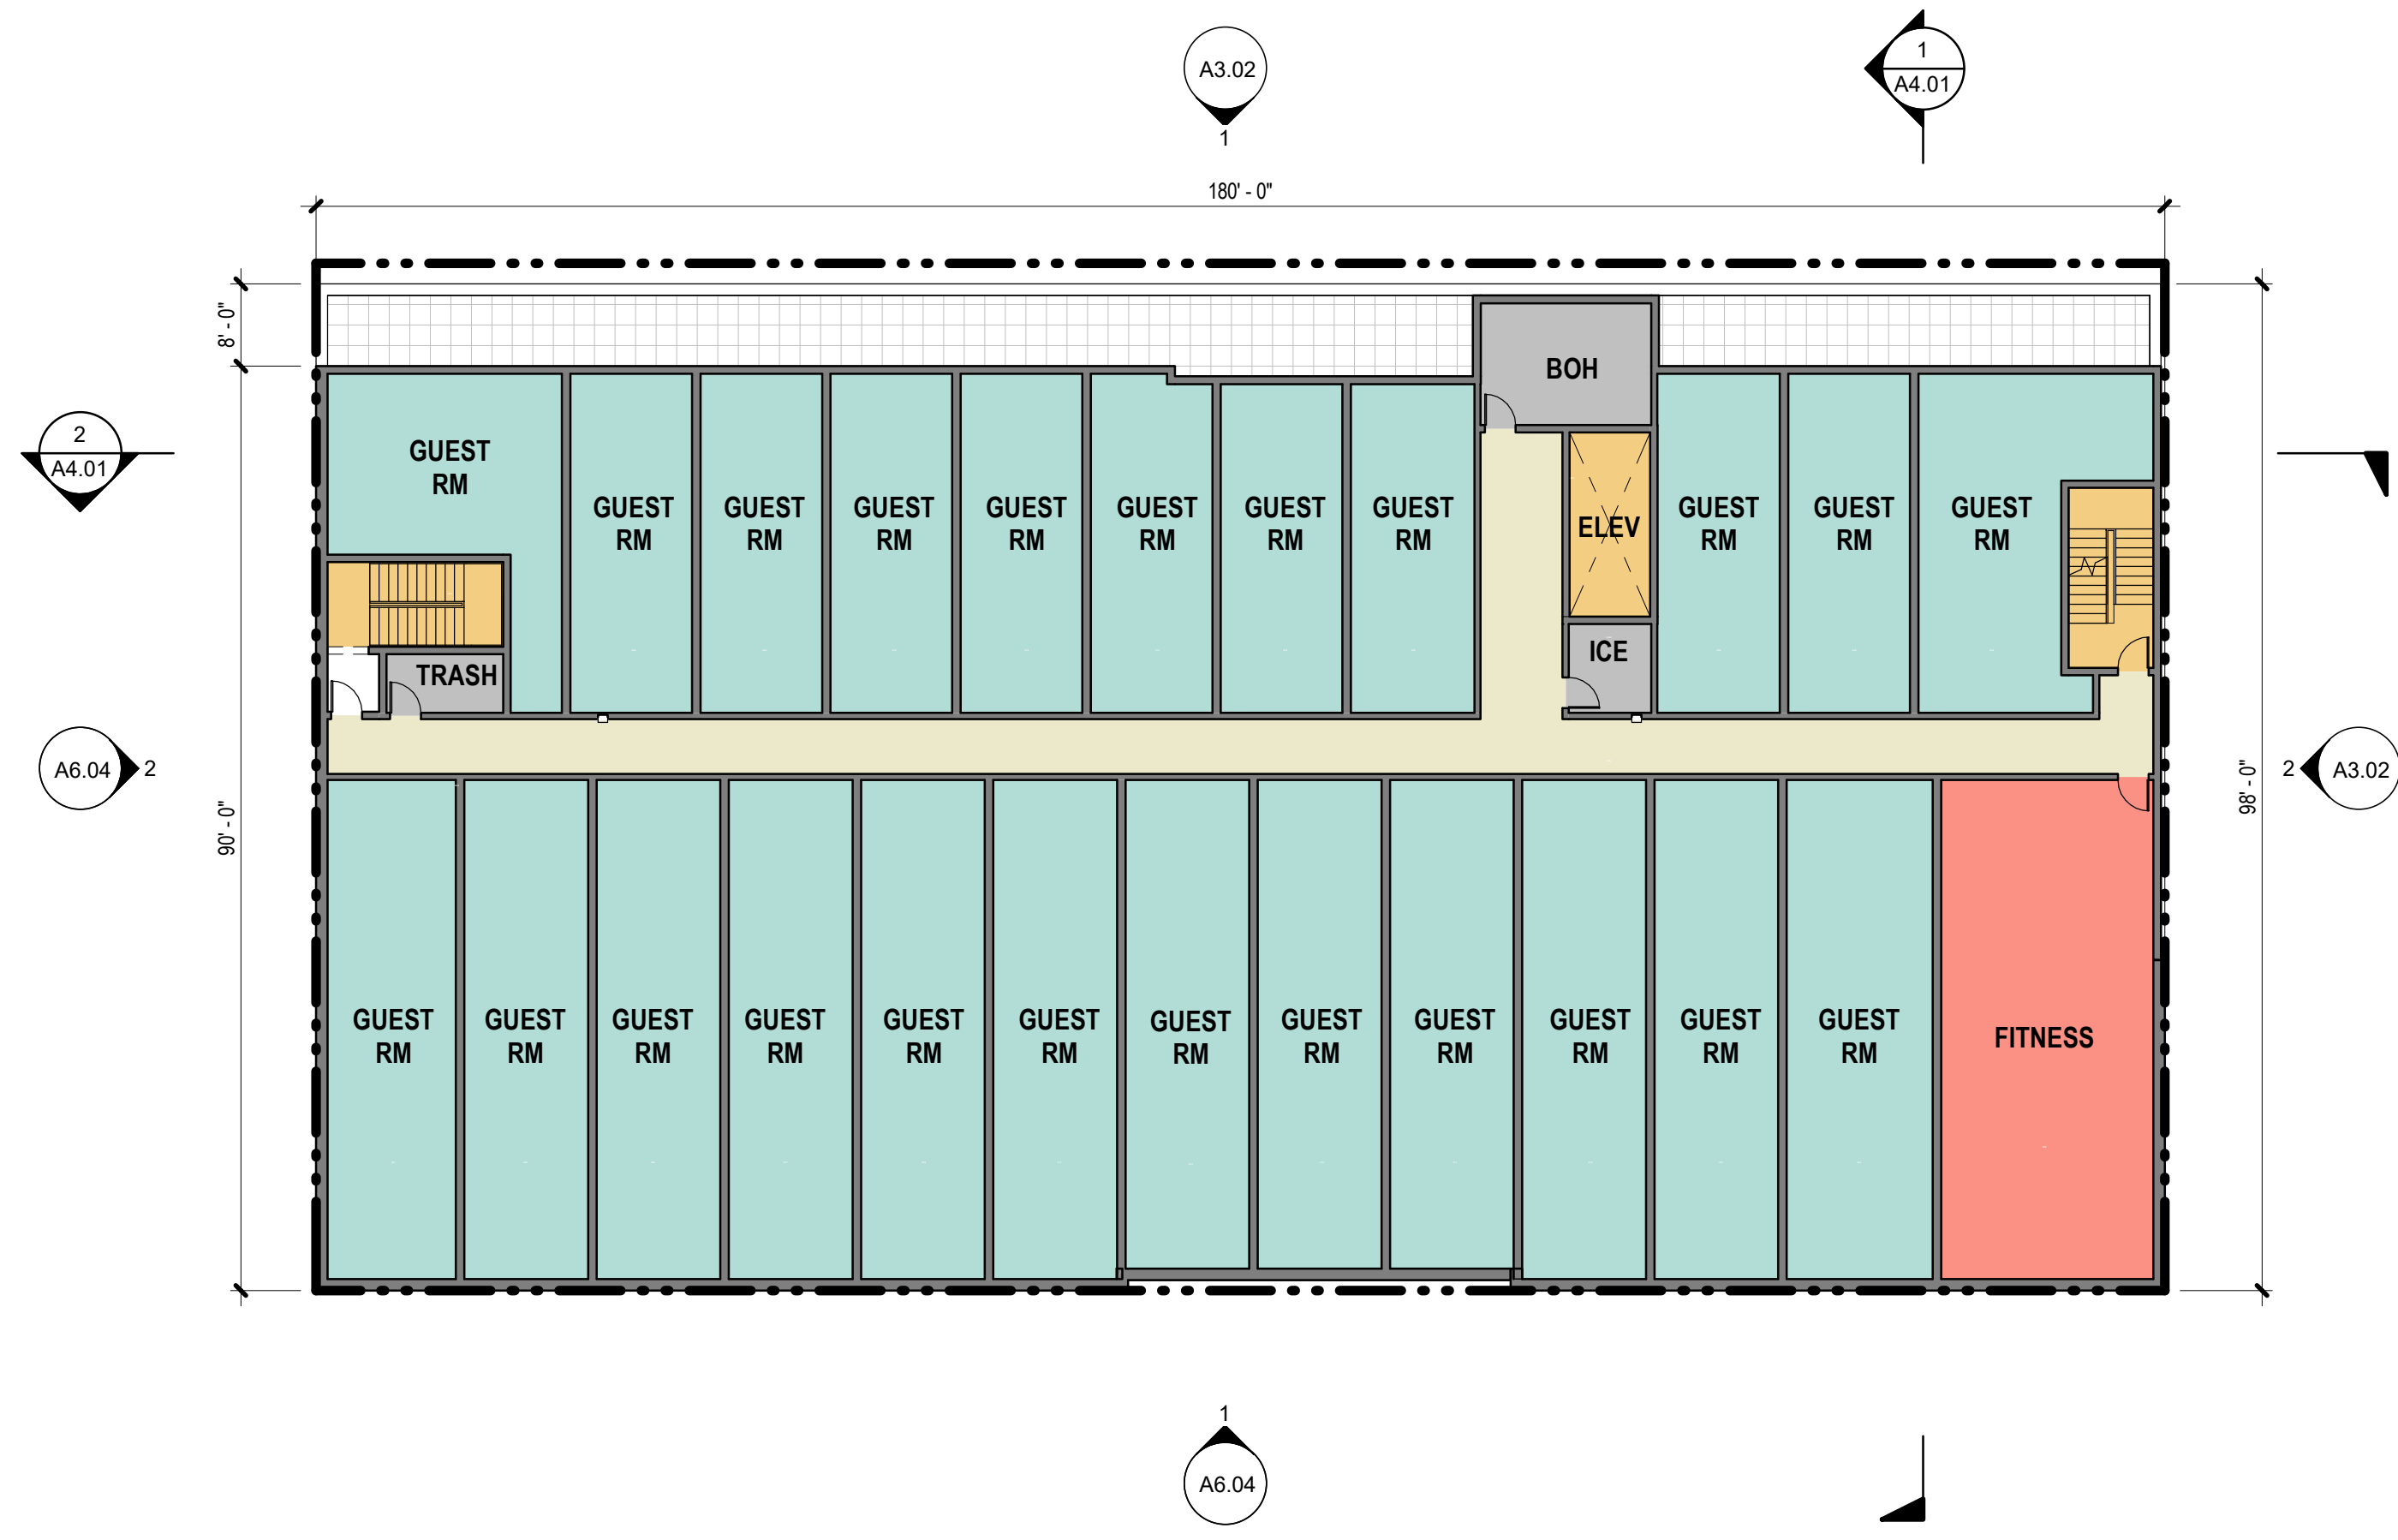 A3.02
1
1
A4.01
180' - 0"
8' - 0"
BOH
2
A4.01
GUEST
RM
GUEST
RM
GUEST
RM
GUEST
RM
GUEST
RM
GUEST
RM
GUEST
RM
GUEST
RM
ELEV
GUEST
RM
GUEST
RM
GUEST
RM
TRASH
ICE
A6.04
2
90' - 0"
98' - 0"
2
A3.02
GUEST
RM
GUEST
RM
GUEST
RM
GUEST
RM
GUEST
RM
GUEST
RM
GUEST
RM
GUEST
RM
GUEST
RM
GUEST
RM
GUEST
RM
GUEST
RM
FITNESS
1
A6.04